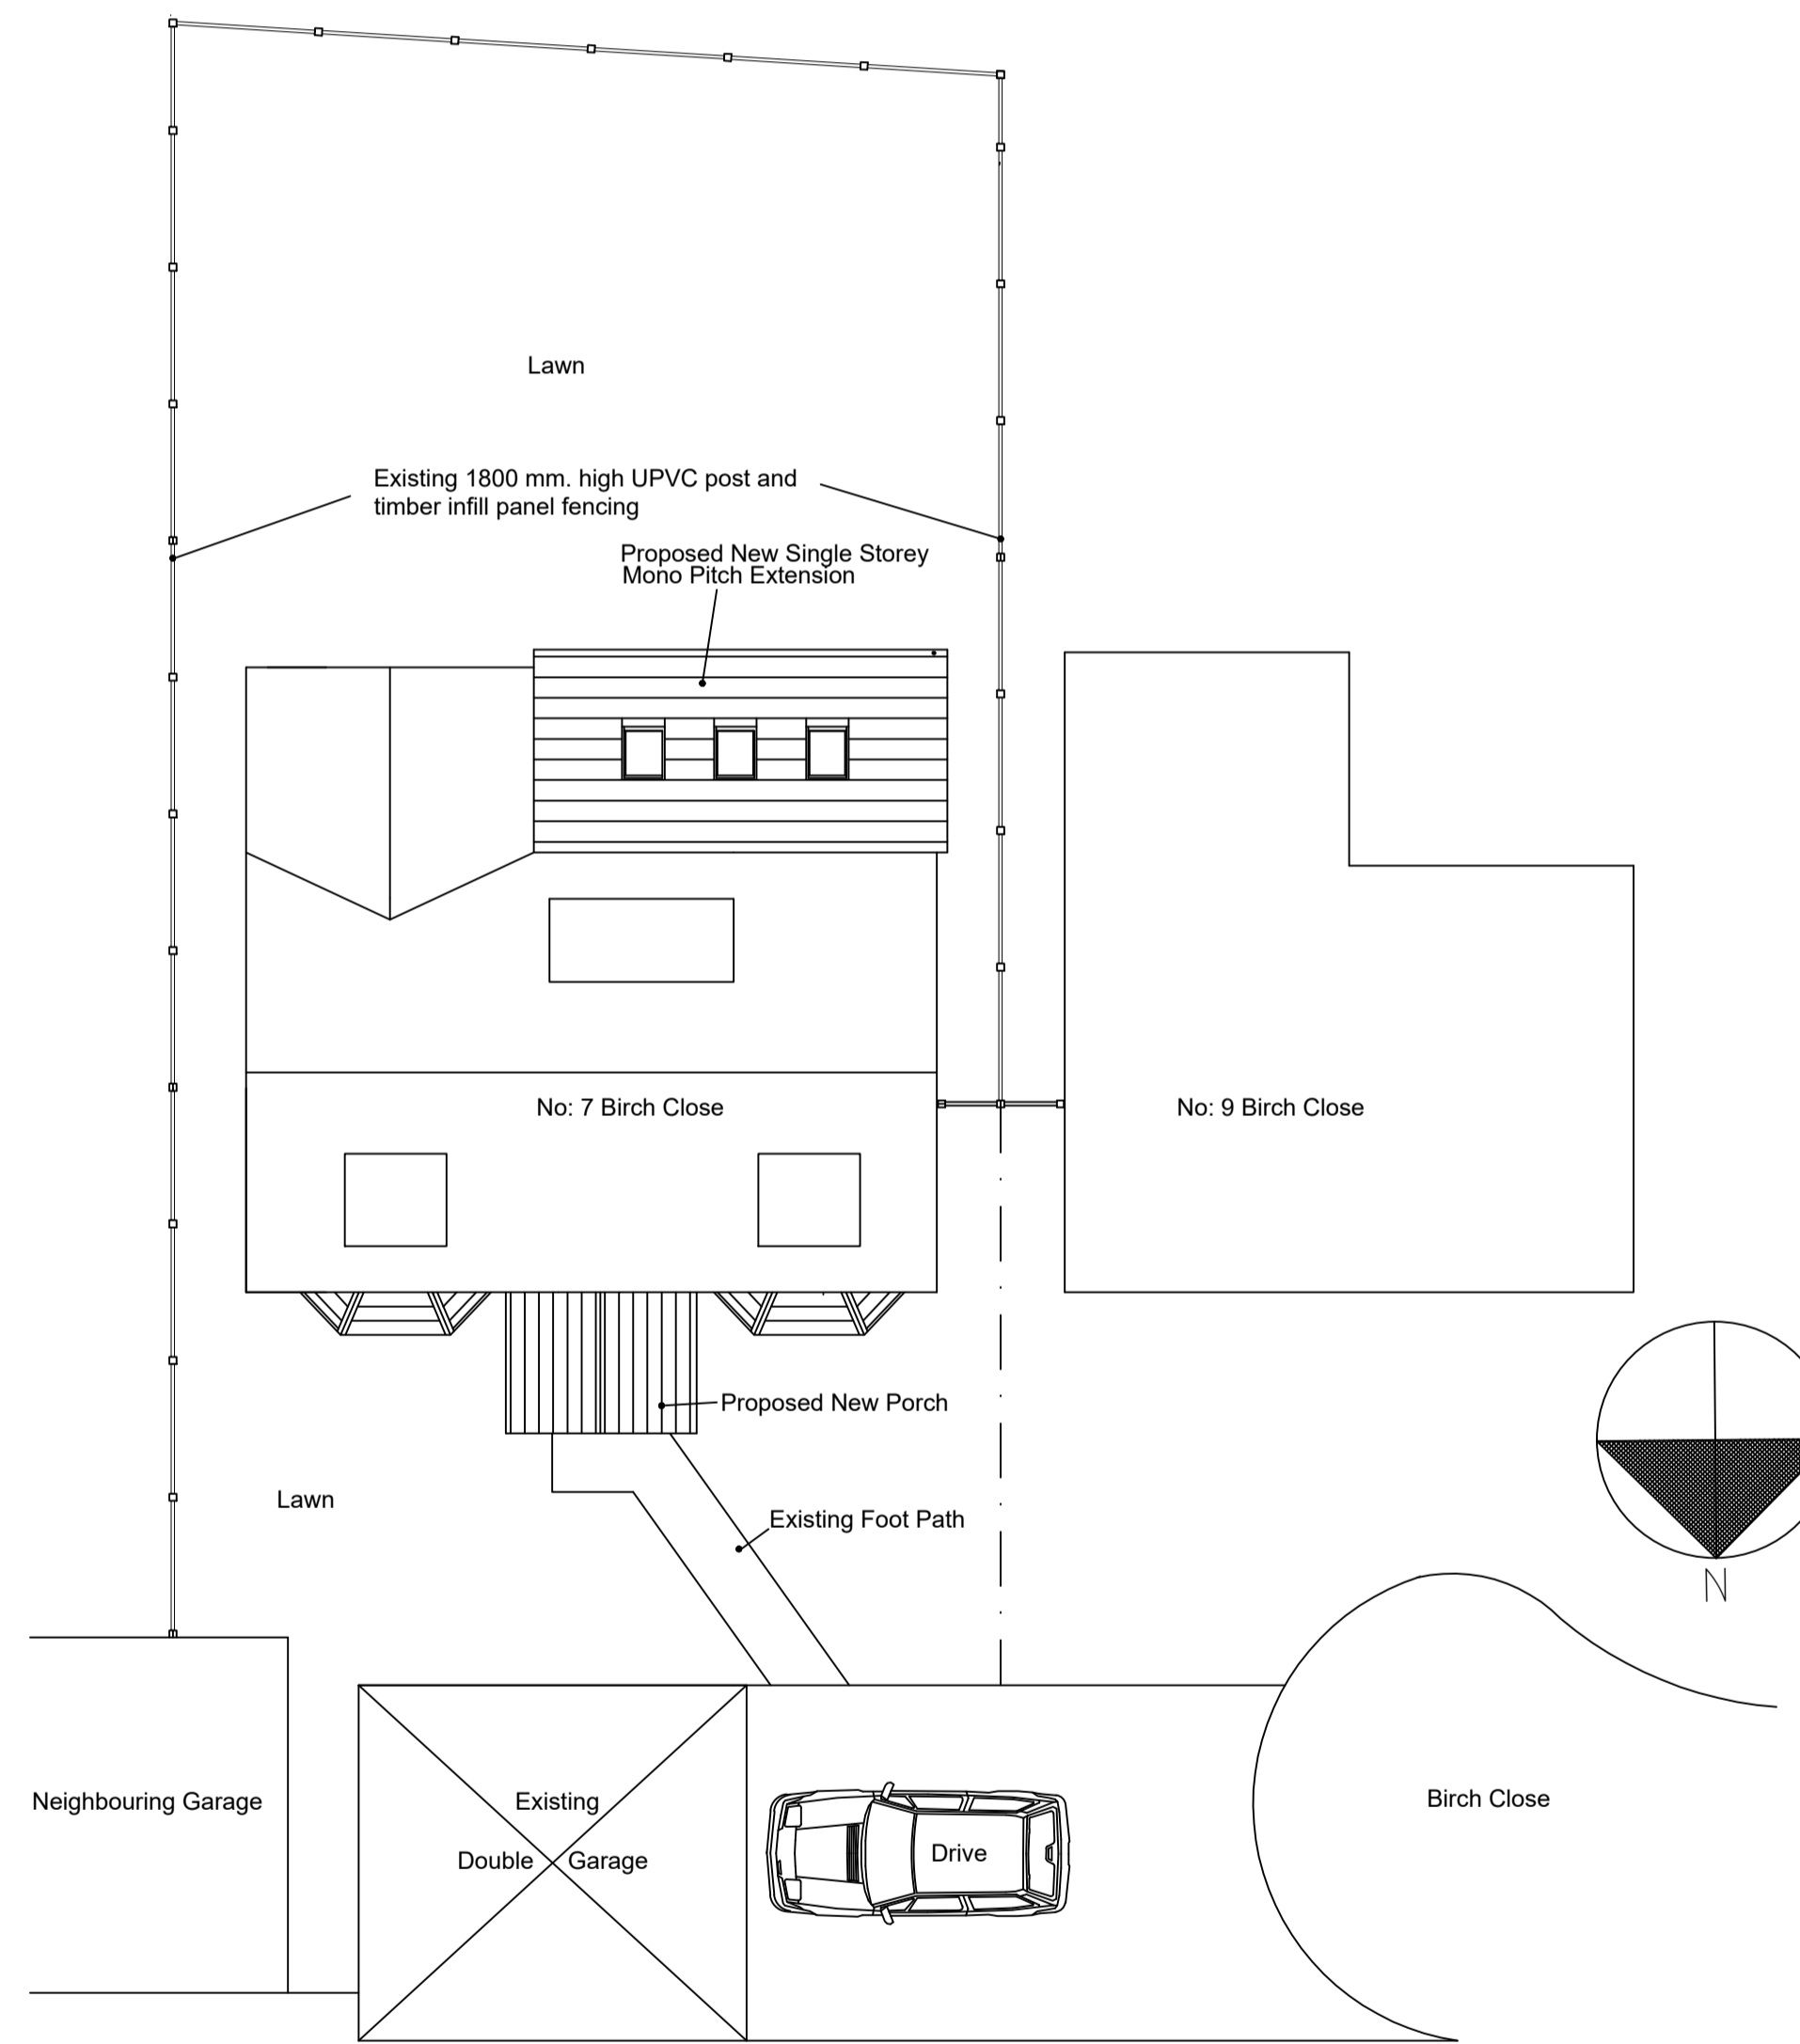 Lawn
Existing 1800 mm. high UPVC post and
timber infill panel fencing
Proposed New Single Storey
Mono Pitch Extension
No: 7 Birch Close
No: 9 Birch Close
Proposed New Porch
Lawn
Existing Foot Path
N
Neighbouring Garage
Existing
Double Garage
Drive
Birch Close